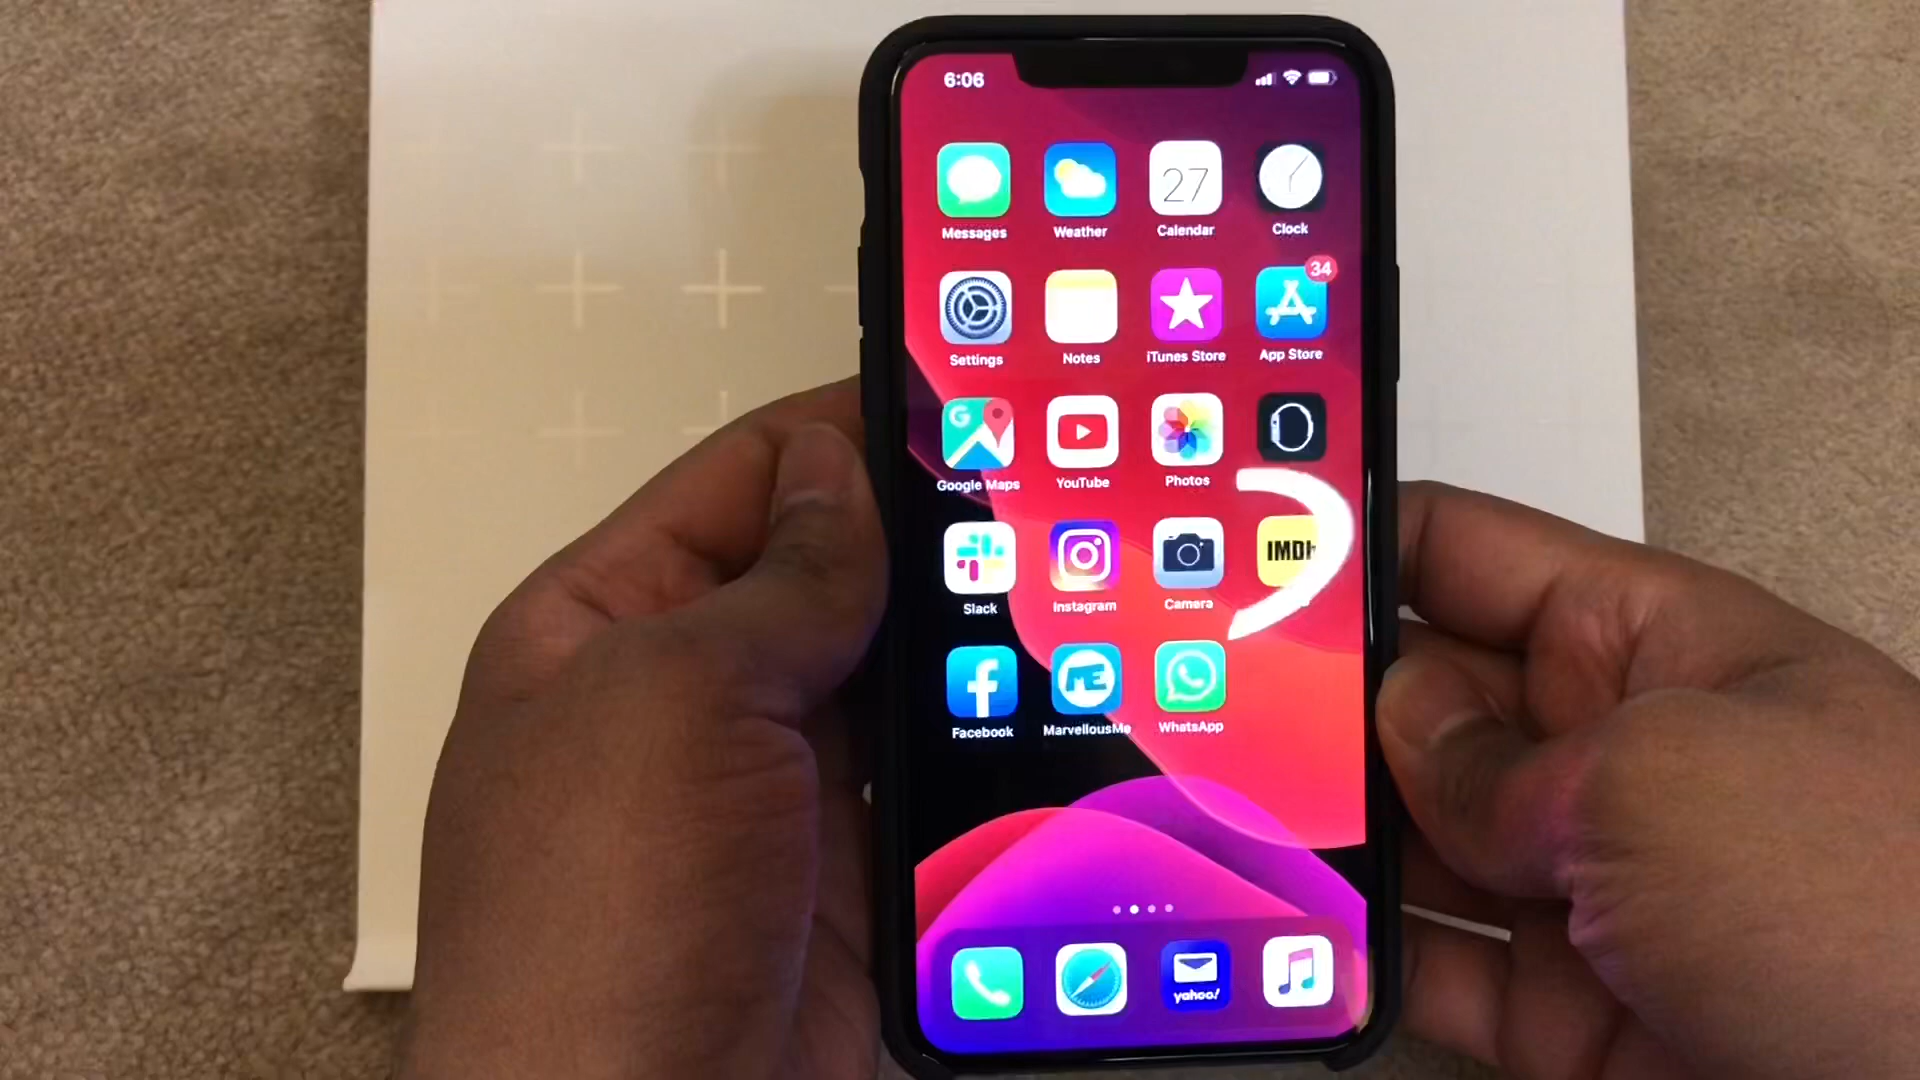 6:06
27
Messages Weather Calendar Clock
34
Settings Notes iTunes Store App Store
G
Google Maps YouTube Photos
Slack Instagram Camera
Facebook MarvellousMe WhatsApp
yahoo!